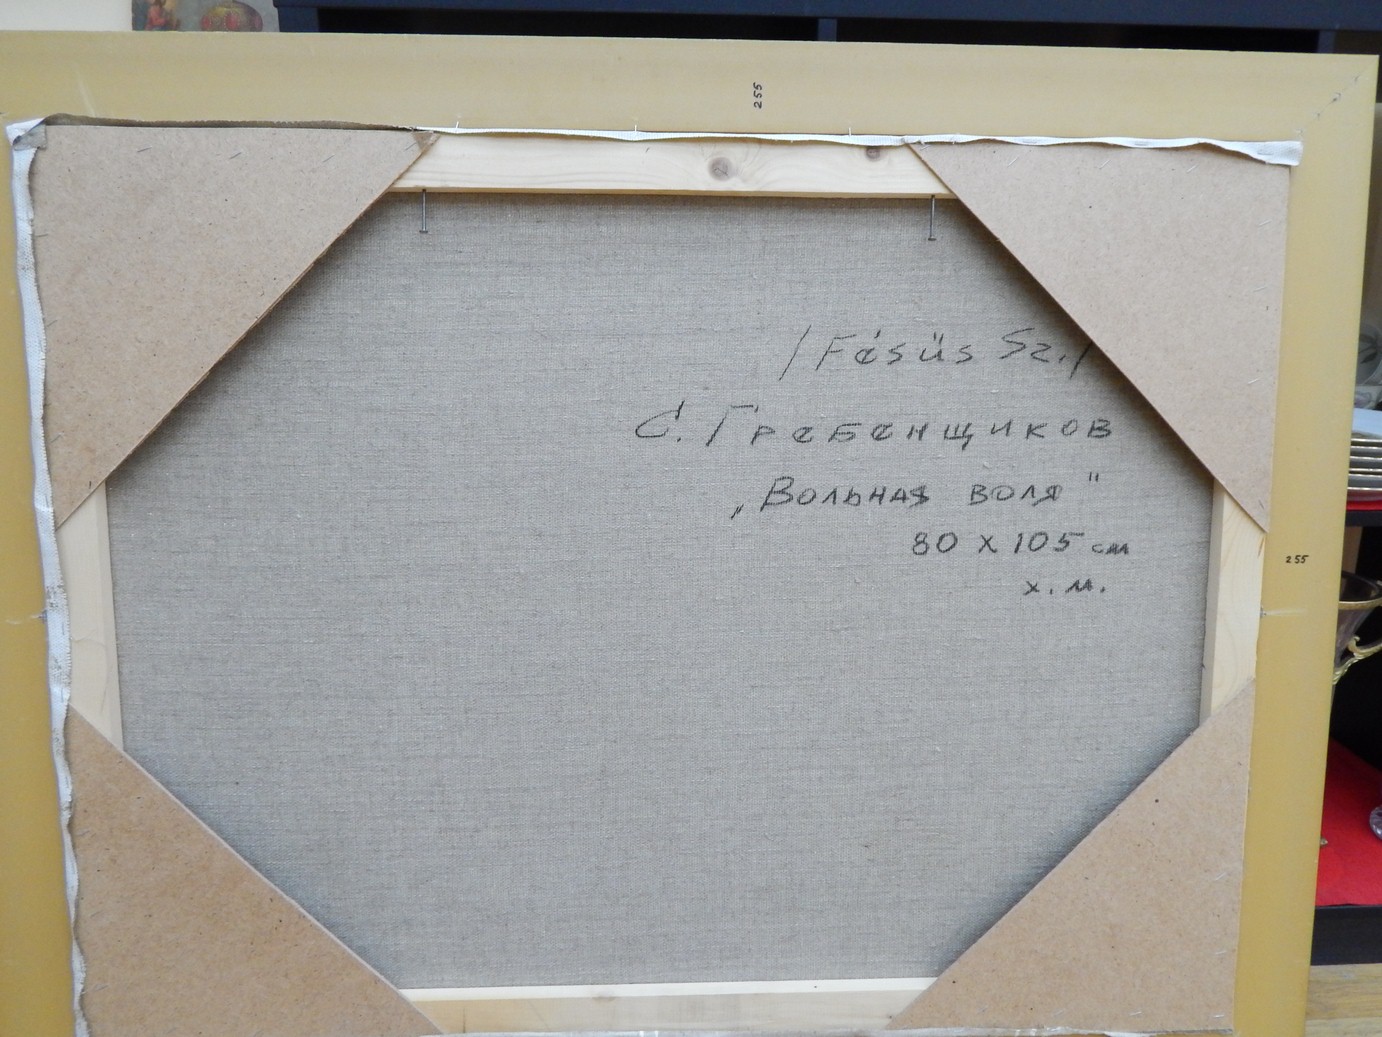 255
/Fésüs Sz./
С. Гребенщиков
„Вольная воля"
80 x 105 см
х. м.
255